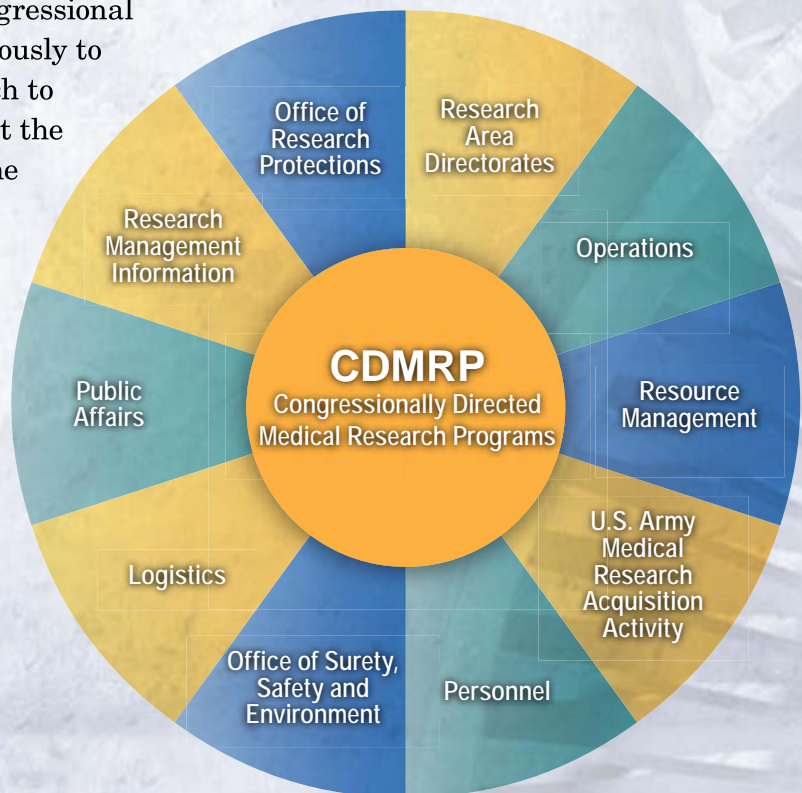 gressional
ously to
h to
t the
ne
Office of
Research
Protections
Research
Area
Directorates
Operations
Resource
Management
U.S. Army
Medical
Research
Acquisition
Activity
Personnel
Office of Surety,
Safety and
Environment
Logistics
Public
Affairs
Research
Management
Information
CDMRP
Congressionally Directed
Medical Research Programs